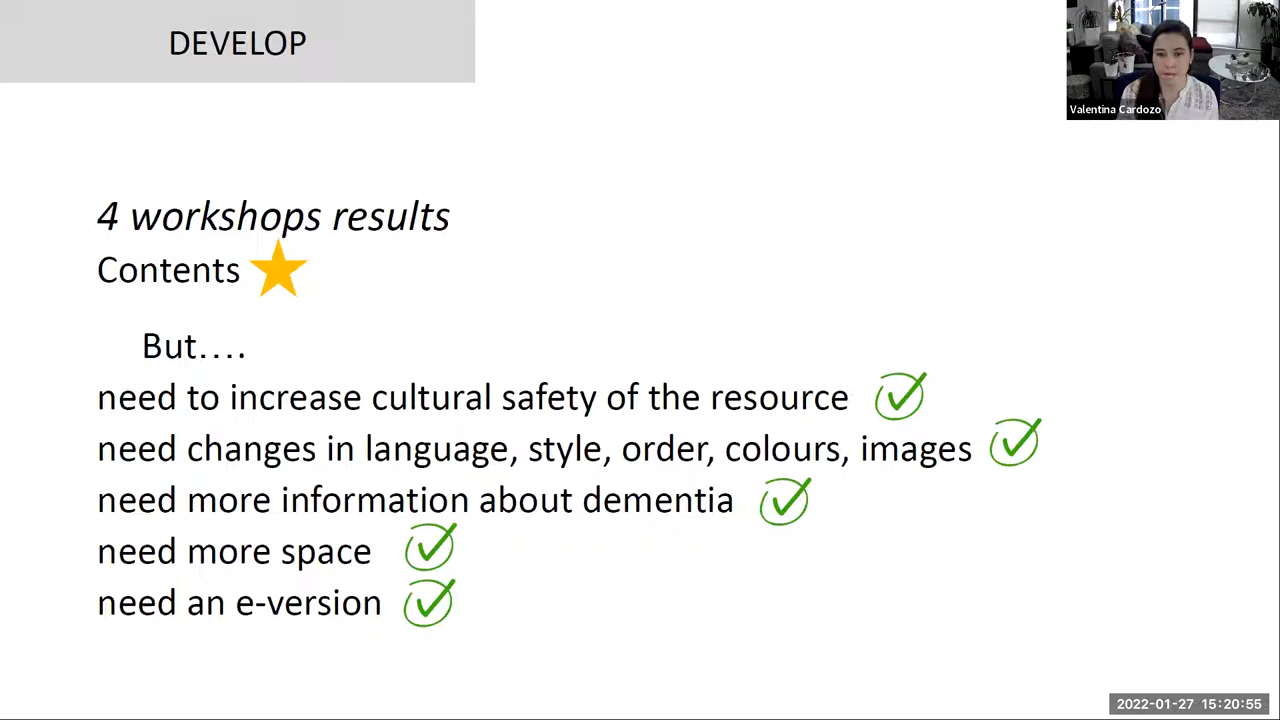 DEVELOP
Valentina Cardozo
4 workshops results
Contents
But....
need to increase cultural safety of the resource
need changes in language, style, order, colours, images
need more information about dementia
need more space
need an e-version
2022-01-27 15:20:55